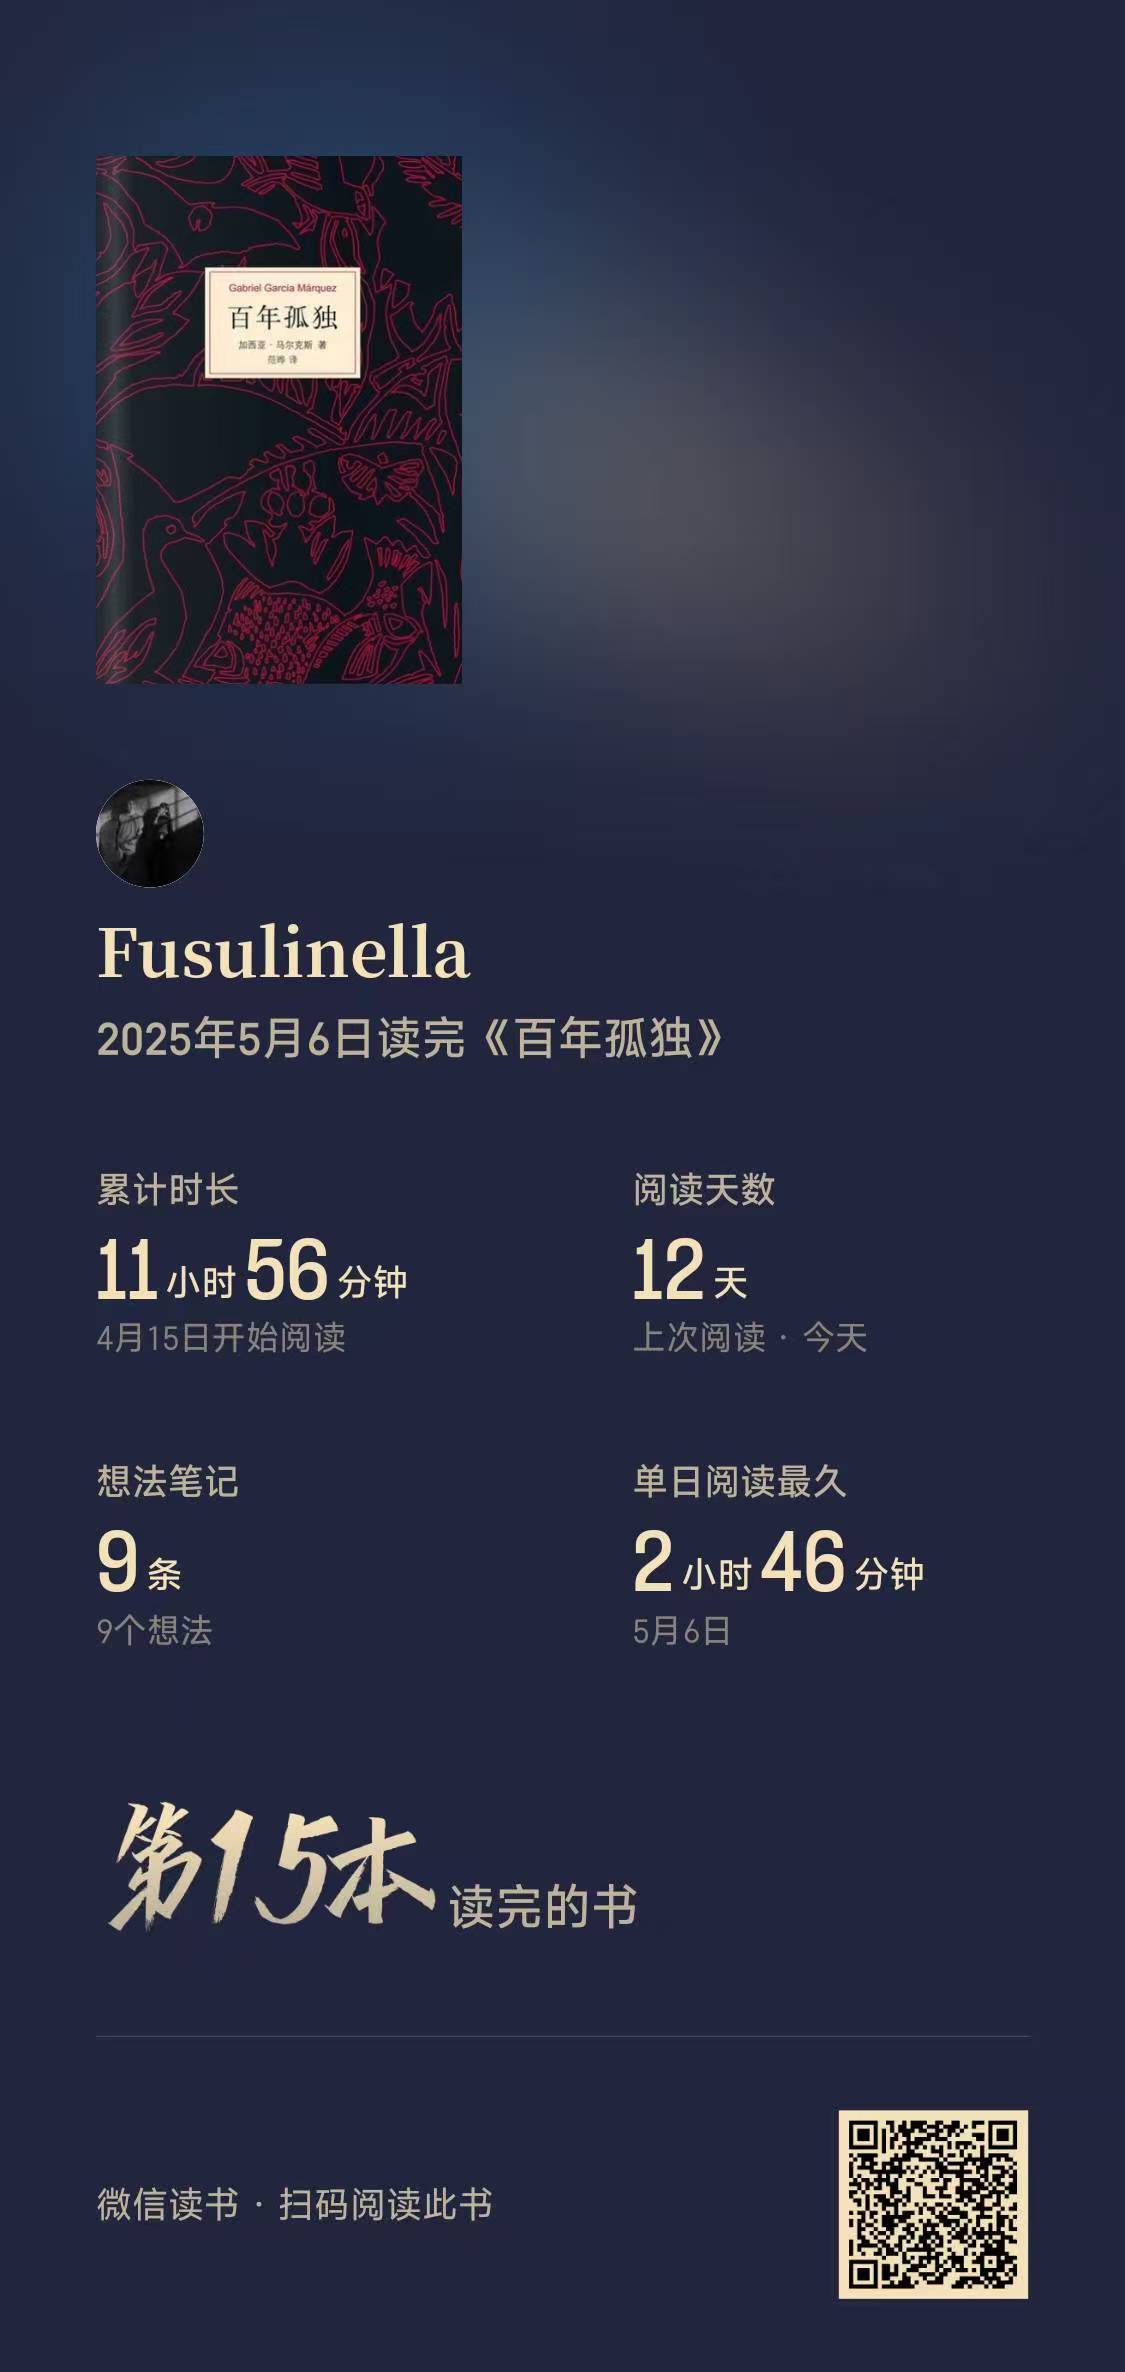 Gabriel García Márquez
百年孤独
加西亚·马尔克斯 著
范晔 译
Fusulinella
2025年5月6日读完《百年孤独》
累计时长
阅读天数
11小时56分钟
12天
4月15日开始阅读
上次阅读 · 今天
想法笔记
单日阅读最久
9条
2小时46分钟
9个想法
5月6日
第15本读完的书
微信读书 · 扫码阅读此书